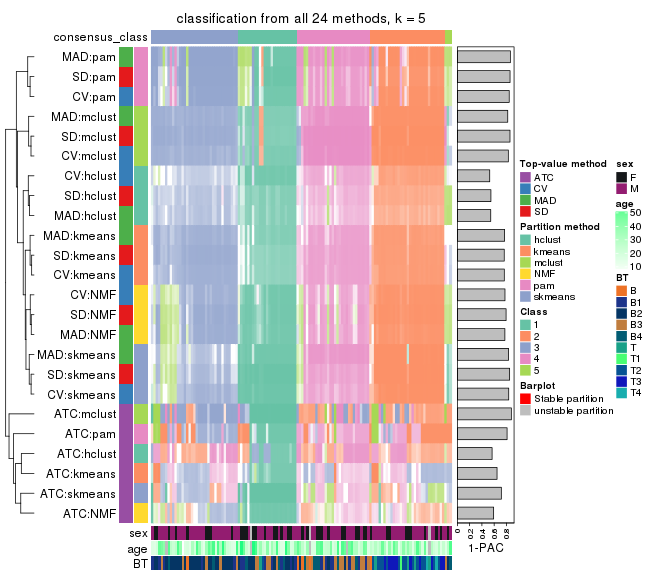 classification from all 24 methods, k = 5
consensus_class
MAD:pam
SD:pam
CV:pam
MAD:mclust
SD:mclust
CV:mclust
CV:hclust
SD:hclust
MAD:hclust
MAD:kmeans
SD:kmeans
CV:kmeans
CV:NMF
SD:NMF
MAD:NMF
MAD:skmeans
SD:skmeans
CV:skmeans
ATC:mclust
ATC:pam
ATC:hclust
ATC:kmeans
ATC:skmeans
ATC:NMF
sex
age
BT
0 0.2 0.4 0.6 0.8
1-PAC
Top-value method
ATC
CV
MAD
SD
Partition method
hclust
kmeans
mclust
NMF
pam
skmeans
Class
1
2
3
4
5
Barplot
Stable partition
unstable partition
sex
F
M
age
50
40
30
20
10
BT
B
B1
B2
B3
B4
T
T1
T2
T3
T4